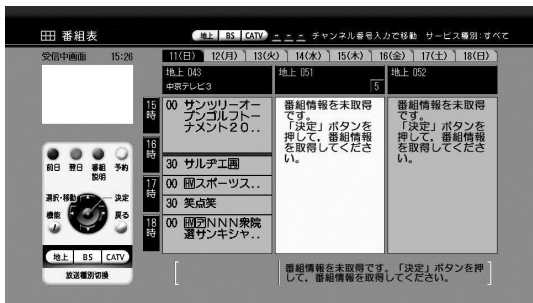 番組表
地上 BS CATV _ _ _ チャンネル番号入力で移動 サービス種別:すべて
受信中画面 15:26
11(日) 12(月) 13(火) 14(水) 15(木) 16(金) 17(土) 18(日)
地上 043
中京テレビ3
地上 051
5
地上 052
15時
00 サンツリーオー
プンゴルフトー
ナメント20..
16時
30 サルヂエ画
17時
00 Wスポーツス..
30 笑点笑
18時
00 WデNNN衆院
選サンキシャ..
番組情報を未取得
です。
「決定」ボタンを
押して、番組情報
を取得してくださ
い。
番組情報を未取得
です。
「決定」ボタンを
押して、番組情報
を取得してくださ
い。
前日 翌日 番組説明 予約
選択・移動 決定
機能 戻る
地上 BS CATV
放送種別切換
番組情報を未取得です。「決定」ボタンを押
して、番組情報を取得してください。